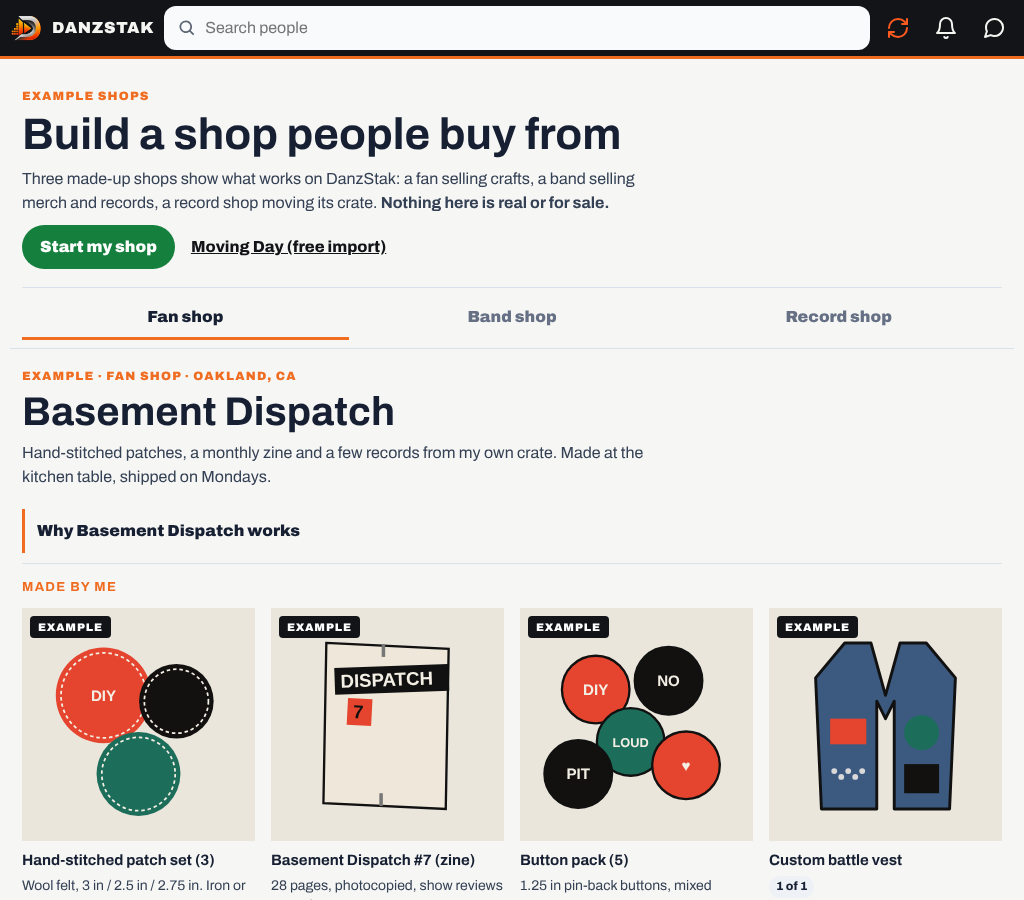 DANZSTAK
Search people
EXAMPLE SHOPS
Build a shop people buy from
Three made-up shops show what works on DanzStak: a fan selling crafts, a band selling
merch and records, a record shop moving its crate. Nothing here is real or for sale.
Start my shop
Moving Day (free import)
Fan shop
Band shop
Record shop
EXAMPLE · FAN SHOP · OAKLAND, CA
Basement Dispatch
Hand-stitched patches, a monthly zine and a few records from my own crate. Made at the
kitchen table, shipped on Mondays.
Why Basement Dispatch works
MADE BY ME
EXAMPLE
DIY
EXAMPLE
DISPATCH
7
EXAMPLE
DIY
NO
LOUD
PIT
♥
EXAMPLE
Hand-stitched patch set (3)
Wool felt, 3 in / 2.5 in / 2.75 in. Iron or
Basement Dispatch #7 (zine)
28 pages, photocopied, show reviews
Button pack (5)
1.25 in pin-back buttons, mixed
Custom battle vest
1 of 1